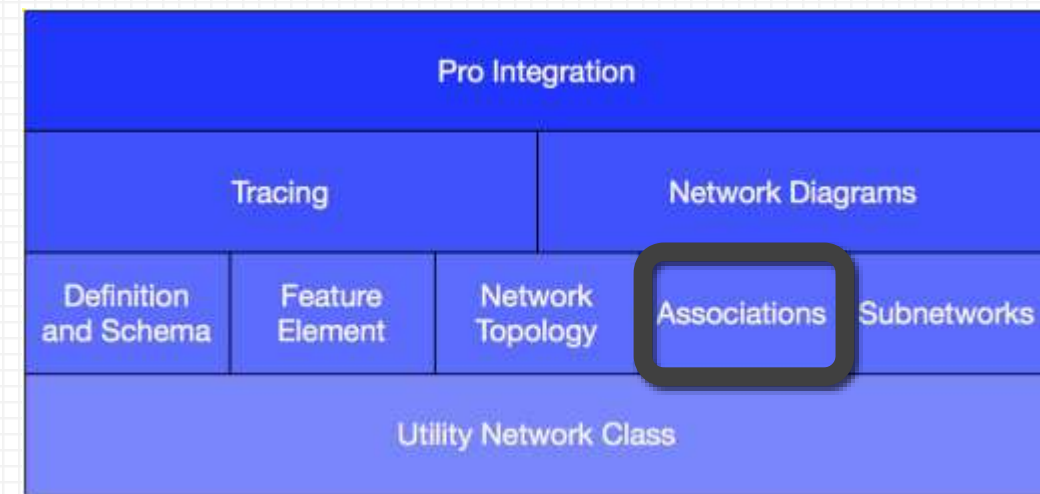 Pro Integration
Tracing
Network Diagrams
Definition
and Schema
Feature
Element
Network
Topology
Associations
Subnetworks
Utility Network Class